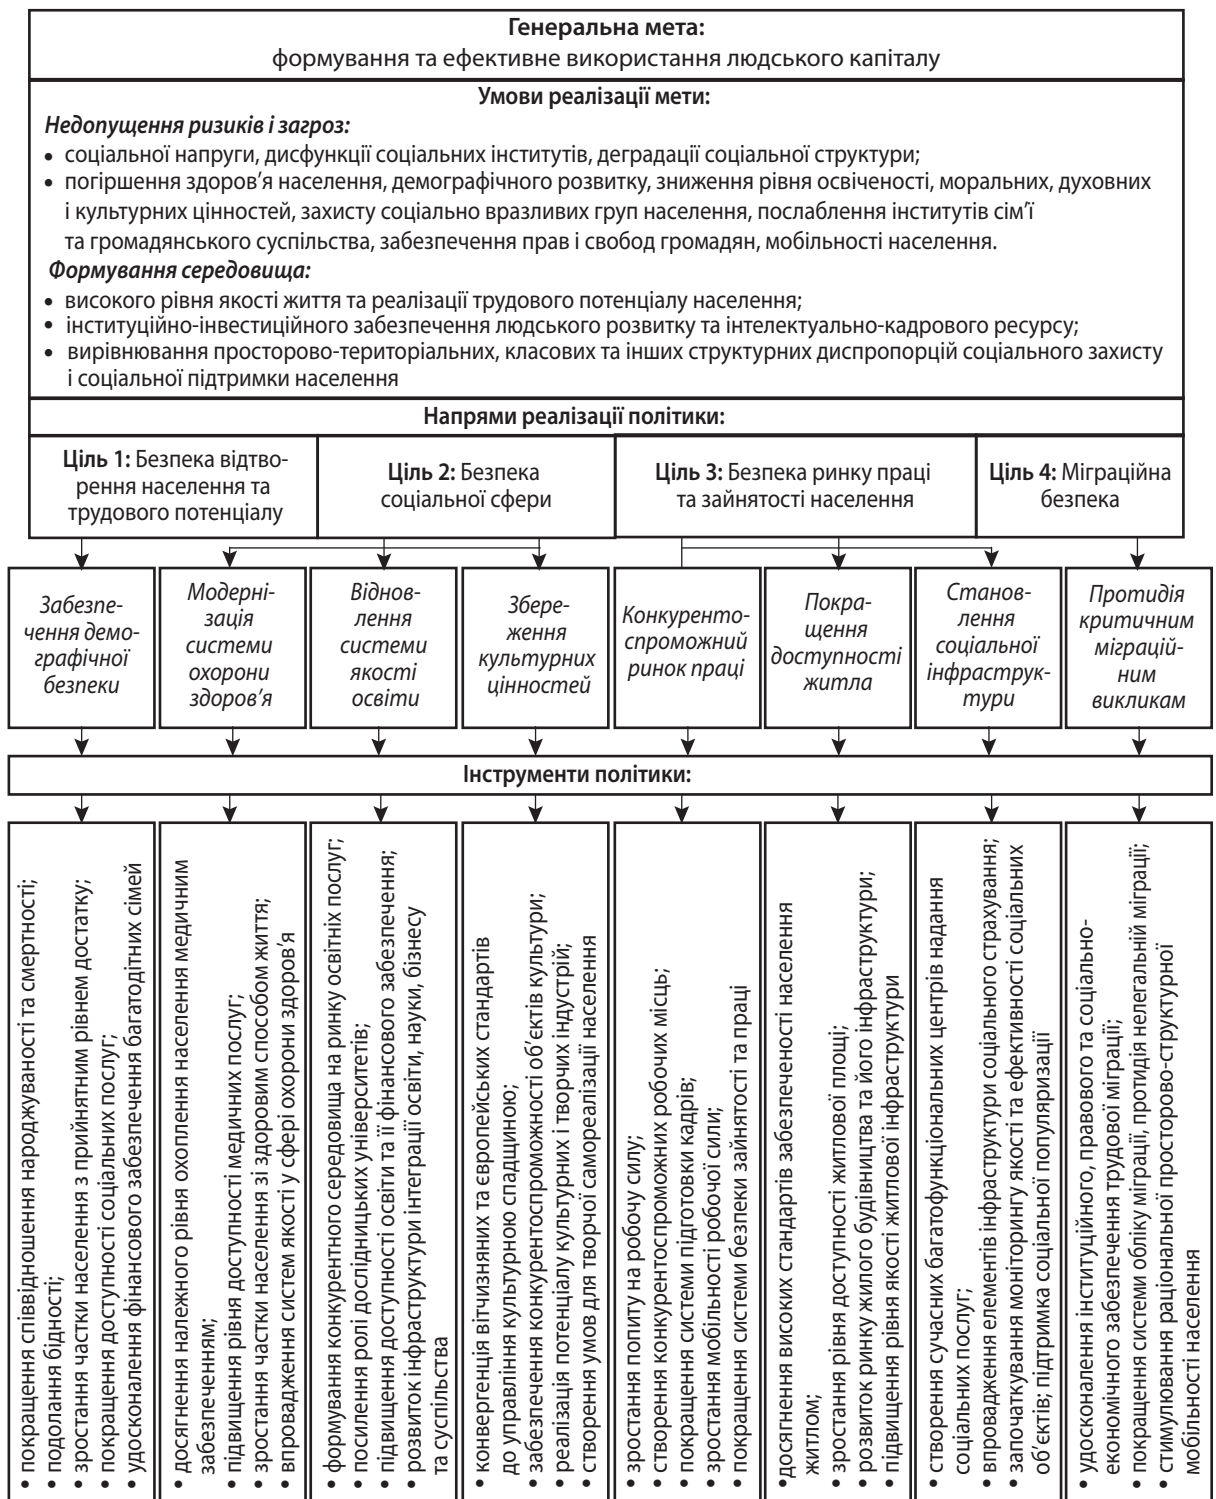 Генеральна мета:
формування та ефективне використання людського капіталу
Умови реалізації мети:
Недопущення ризиків і загроз:
• соціальної напруги, дисфункції соціальних інститутів, деградації соціальної структури;
• погіршення здоров'я населення, демографічного розвитку, зниження рівня освіченості, моральних, духовних
і культурних цінностей, захисту соціально вразливих груп населення, послаблення інститутів сім'ї
та громадянського суспільства, забезпечення прав і свобод громадян, мобільності населення.
Формування середовища:
• високого рівня якості життя та реалізації трудового потенціалу населення;
• інституційно-інвестиційного забезпечення людського розвитку та інтелектуально-кадрового ресурсу;
• вирівнювання просторово-територіальних, класових та інших структурних диспропорцій соціального захисту
і соціальної підтримки населення
Напрями реалізації політики:
Ціль 1: Безпека відтво-
рення населення та
трудового потенціалу
Ціль 2: Безпека
соціальної сфери
Ціль 3: Безпека ринку праці
та зайнятості населення
Ціль 4: Міграційна
безпека
Забезпе-
чення демо-
графічної
безпеки
Модерні-
зація
системи
охорони
здоров'я
Віднов-
лення
системи
якості
освіти
Збере-
ження
культурних
цінностей
Конкуренто-
спроможний
ринок праці
Покра-
щення
доступності
житла
Станов-
лення
соціальної
інфраструк-
тури
Протидія
критичним
міграцій-
ним
викликам
Інструменти політики:
• покращення співвідношення народжуваності та смертності;
• подолання бідності;
• зростання частки населення з прийнятним рівнем достатку;
• покращення доступності соціальних послуг;
• удосконалення фінансового забезпечення багатодітних сімей
• досягнення належного рівня охоплення населення медичним
забезпеченням;
• підвищення рівня доступності медичних послуг;
• зростання частки населення зі здоровим способом життя;
• впровадження систем якості у сфері охорони здоров'я
• формування конкурентного середовища на ринку освітніх послуг;
• посилення ролі дослідницьких університетів;
• підвищення доступності освіти та її фінансового забезпечення;
• розвиток інфраструктури інтеграції освіти, науки, бізнесу
та суспільства
• конвергенція вітчизняних та європейських стандартів
до управління культурною спадщиною;
• забезпечення конкурентоспроможності об'єктів культури;
• реалізація потенціалу культурних і творчих індустрій;
• створення умов для творчої самореалізації населення
• зростання попиту на робочу силу;
• створення конкурентоспроможних робочих місць;
• покращення системи підготовки кадрів;
• зростання мобільності робочої сили;
• покращення системи безпеки зайнятості та праці
• досягнення високих стандартів забезпеченості населення
житлом;
• зростання рівня доступності житлової площі;
• розвиток ринку жилого будівництва та його інфраструктури;
• підвищення рівня якості житлової інфраструктури
• створення сучасних багатофункціональних центрів надання
соціальних послуг;
• впровадження елементів інфраструктури соціального страхування;
• започаткування моніторингу якості та ефективності соціальних
об'єктів; підтримка соціальної популяризації
• удосконалення інституційного, правового та соціально-
економічного забезпечення трудової міграції;
• покращення системи обліку міграції, протидія нелегальній міграції;
• стимулювання раціональної просторово-структурної
мобільності населення